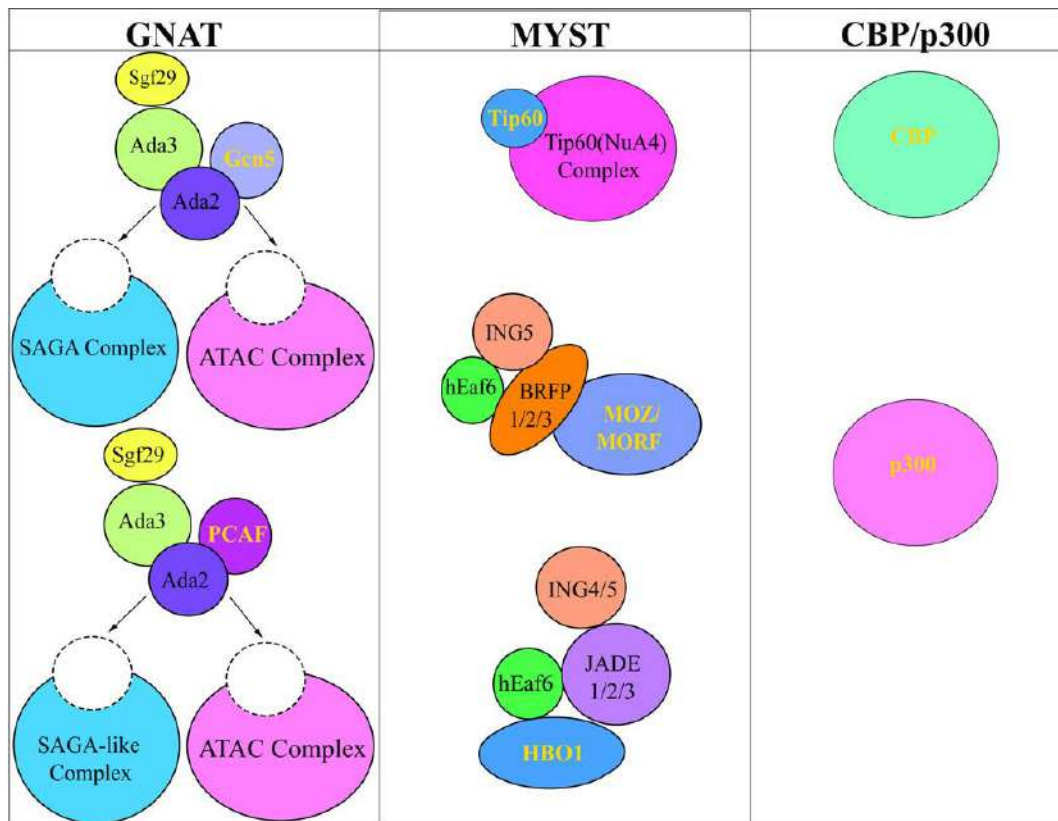 GNAT
MYST
CBP/p300
Sgf29
Ada3
Gcn5
Ada2
SAGA Complex
ATAC Complex
Sgf29
Ada3
PCAF
Ada2
SAGA-like
Complex
ATAC Complex
Tip60
Tip60(NuA4)
Complex
ING5
hEaf6
BRFP
1/2/3
MOZ/
MORF
ING4/5
hEaf6
JADE
1/2/3
HBO1
CBP
p300